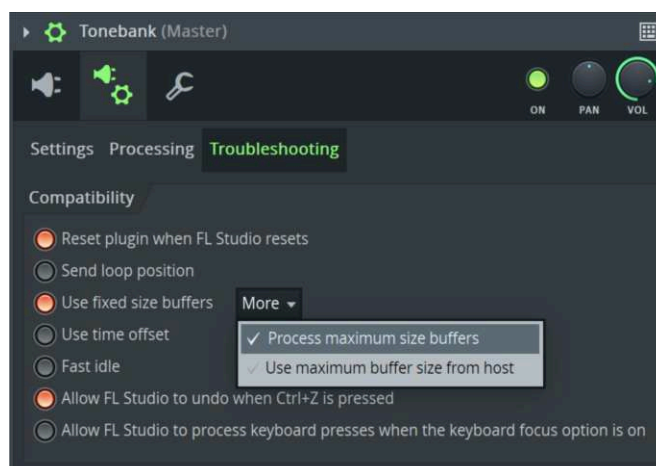 Tonebank (Master)
ON PAN VOL
Settings Processing Troubleshooting
Compatibility
Reset plugin when FL Studio resets
Send loop position
Use fixed size buffers More
Use time offset
Process maximum size buffers
Fast idle
Use maximum buffer size from host
Allow FL Studio to undo when Ctrl+Z is pressed
Allow FL Studio to process keyboard presses when the keyboard focus option is on